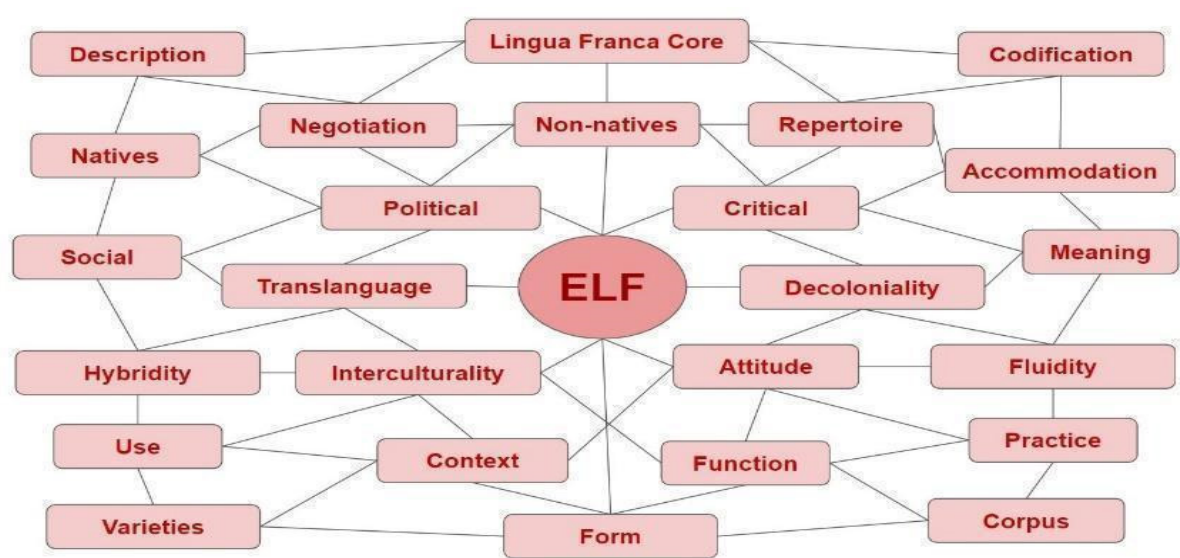 Lingua Franca Core
Description
Codification
Negotiation
Non-natives
Repertoire
Natives
Accommodation
Political
Critical
Social
Meaning
Translanguage
ELF
Decoloniality
Hybridity
Interculturality
Attitude
Fluidity
Use
Context
Function
Practice
Varieties
Form
Corpus